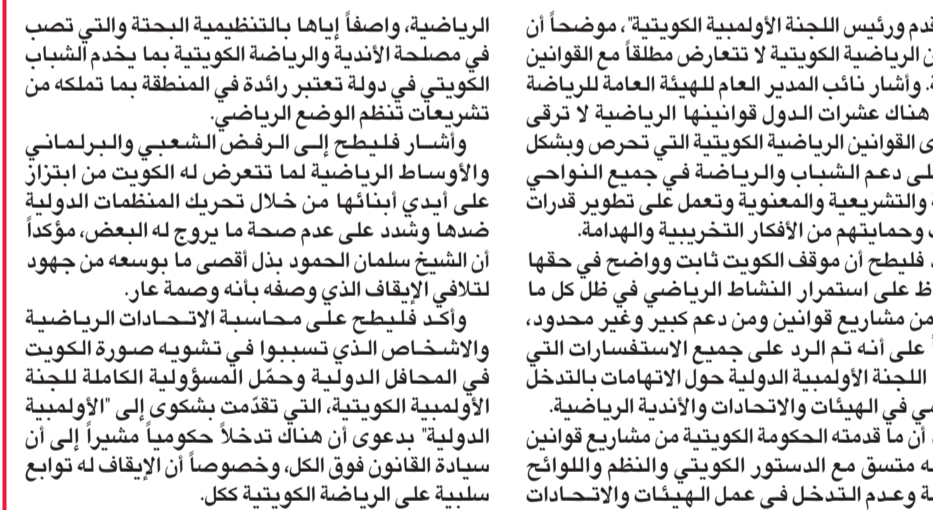 قدم ورئيس اللجنة الأولمبية الكويتية"، موضحاً أن
الرياضية الكويتية لا تتعارض مطلقاً مع القوانين
وأشار نائب المدير العام للهيئة العامة للرياضة
هناك عشرات الدول قوانينها الرياضية لا ترقى
القوانين الرياضية الكويتية التي تحرص وبشكل
دعم الشباب والرياضة في جميع النواحي
والتشريعية والمعنوية وتعمل على تطوير قدرات
وحمايتهم من الأفكار التخريبية والهدامة.
فليطح أن موقف الكويت ثابت وواضح في حقها
على استمرار النشاط الرياضي في ظل كل ما
من مشاريع قوانين ومن دعم كبير وغير محدود،
على أنه تم الرد على جميع الاستفسارات التي
اللجنة الأولمبية الدولية حول الاتهامات بالتدخل
في الهيئات والاتحادات والأندية الرياضية.
أن ما قدمته الحكومة الكويتية من مشاريع قوانين
متسق مع الدستور الكويتي والنظم واللوائح
وعدم التدخل في عمل الهيئات والاتحادات
الرياضية، واصفاً إياها بالتنظيمية البحتة والتي تصب
في مصلحة الأندية والرياضة الكويتية بما يخدم الشباب
الكويتي في دولة تعتبر رائدة في المنطقة بما تملكه من
تشريعات تنظم الوضع الرياضي.
وأشار فليطح إلى الرفض الشعبي والبرلماني
والأوساط الرياضية لما تتعرض له الكويت من ابتزاز
على أيدي أبنائها من خلال تحريك المنظمات الدولية
ضدها وشدد على عدم صحة ما يروج له البعض، مؤكداً
أن الشيخ سلمان الحمود بذل أقصى ما بوسعه من جهود
لتلافي الإيقاف الذي وصفه بأنه وصمة عار.
وأكد فليطح على محاسبة الاتحادات الرياضية
والاشخاص الذي تسببوا في تشويه صورة الكويت
في المحافل الدولية وحمّل المسؤولية الكاملة للجنة
الأولمبية الكويتية، التي تقدّمت بشكوى إلى "الأولمبية
الدولية" بدعوى أن هناك تدخلاً حكومياً مشيراً إلى أن
سيادة القانون فوق الكل، وخصوصاً أن الإيقاف له توابع
سلبية على الرياضة الكويتية ككل.